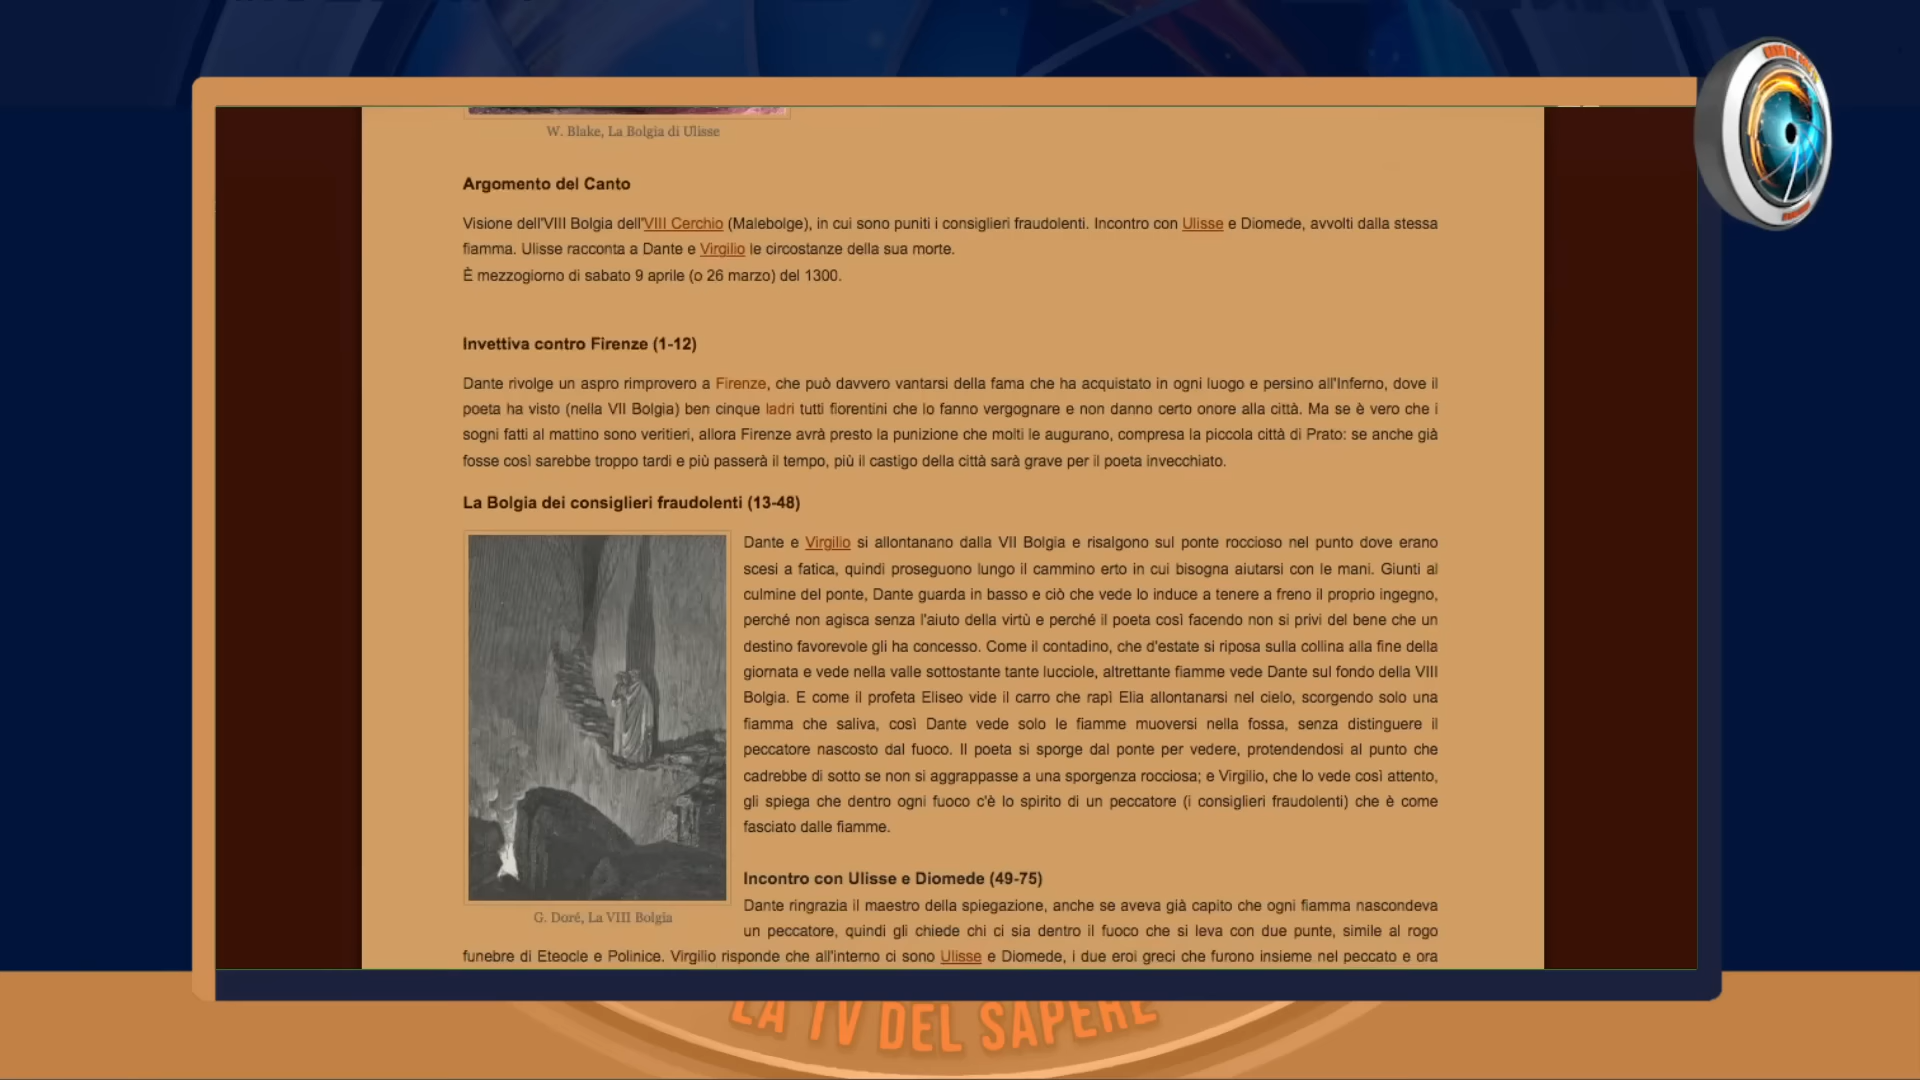 W. Blake, La Bolgia di Ulisse
Argomento del Canto
Visione dell'VIII Bolgia dell'VIII Cerchio (Malebolge), in cui sono puniti i consiglieri fraudolenti. Incontro con Ulisse e Diomede, avvolti dalla stessa
fiamma. Ulisse racconta a Dante e Virgilio le circostanze della sua morte.
È mezzogiorno di sabato 9 aprile (o 26 marzo) del 1300.
Invettiva contro Firenze (1-12)
Dante rivolge un aspro rimprovero a Firenze, che può davvero vantarsi della fama che ha acquistato in ogni luogo e persino all'Inferno, dove il
poeta ha visto (nella VII Bolgia) ben cinque ladri tutti fiorentini che lo fanno vergognare e non danno certo onore alla città. Ma se è vero che i
sogni fatti al mattino sono veritieri, allora Firenze avrà presto la punizione che molti le augurano, compresa la piccola città di Prato: se anche già
fosse così sarebbe troppo tardi e più passerà il tempo, più il castigo della città sarà grave per il poeta invecchiato.
La Bolgia dei consiglieri fraudolenti (13-48)
Dante e Virgilio si allontanano dalla VII Bolgia e risalgono sul ponte roccioso nel punto dove erano
scesi a fatica, quindi proseguono lungo il cammino erto in cui bisogna aiutarsi con le mani. Giunti al
culmine del ponte, Dante guarda in basso e ciò che vede lo induce a tenere a freno il proprio ingegno,
perché non agisca senza l'aiuto della virtù e perché il poeta così facendo non si privi del bene che un
destino favorevole gli ha concesso. Come il contadino, che d'estate si riposa sulla collina alla fine della
giornata e vede nella valle sottostante tante lucciole, altrettante fiamme vede Dante sul fondo della VIII
Bolgia. E come il profeta Eliseo vide il carro che rapì Elia allontanarsi nel cielo, scorgendo solo una
fiamma che saliva, così Dante vede solo le fiamme muoversi nella fossa, senza distinguere il
peccatore nascosto dal fuoco. Il poeta si sporge dal ponte per vedere, protendendosi al punto che
cadrebbe di sotto se non si aggrappasse a una sporgenza rocciosa; e Virgilio, che lo vede così attento,
gli spiega che dentro ogni fuoco c'è lo spirito di un peccatore (i consiglieri fraudolenti) che è come
fasciato dalle fiamme.
G. Doré, La VIII Bolgia
Incontro con Ulisse e Diomede (49-75)
Dante ringrazia il maestro della spiegazione, anche se aveva già capito che ogni fiamma nascondeva
un peccatore, quindi gli chiede chi ci sia dentro il fuoco che si leva con due punte, simile al rogo
funebre di Eteocle e Polinice. Virgilio risponde che all'interno ci sono Ulisse e Diomede, i due eroi greci che furono insieme nel peccato e ora
LA TV DEL SAPERE